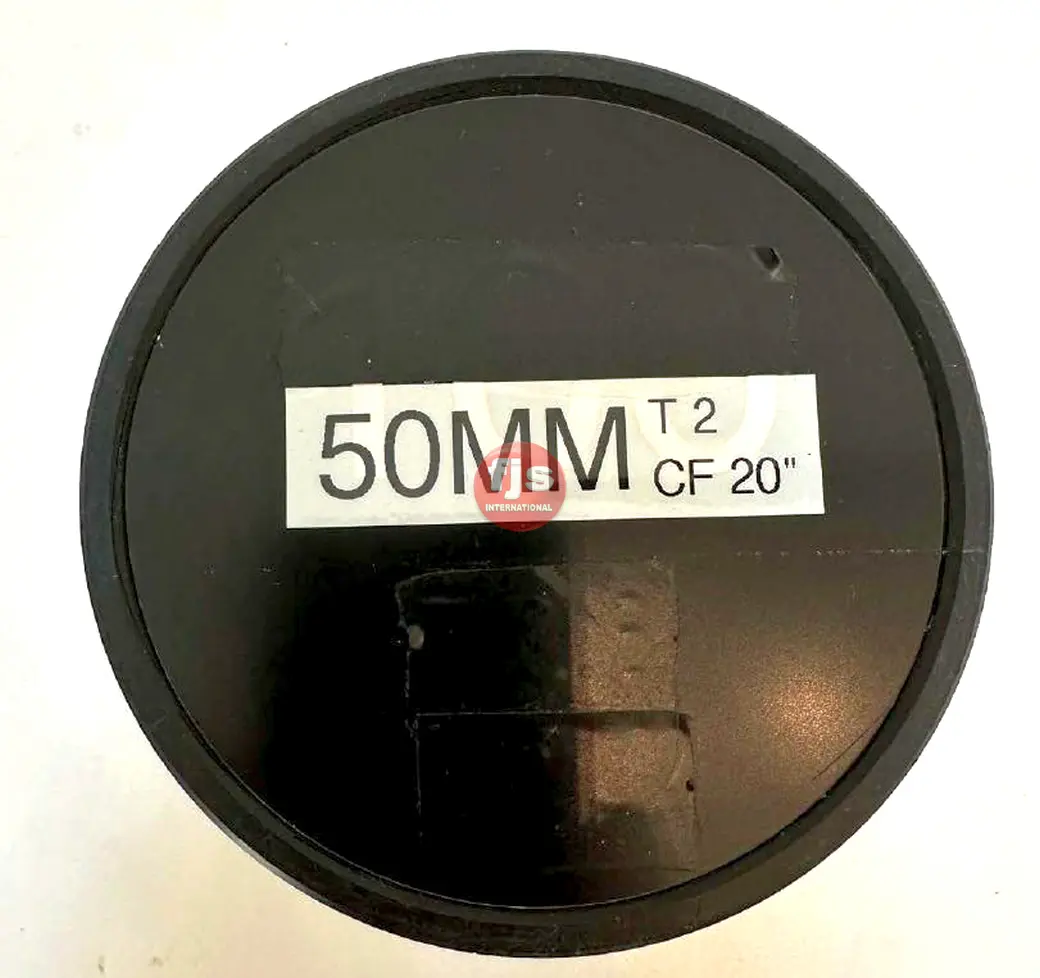 50MM T 2
CF 20"
fjs
INTERNATIONAL